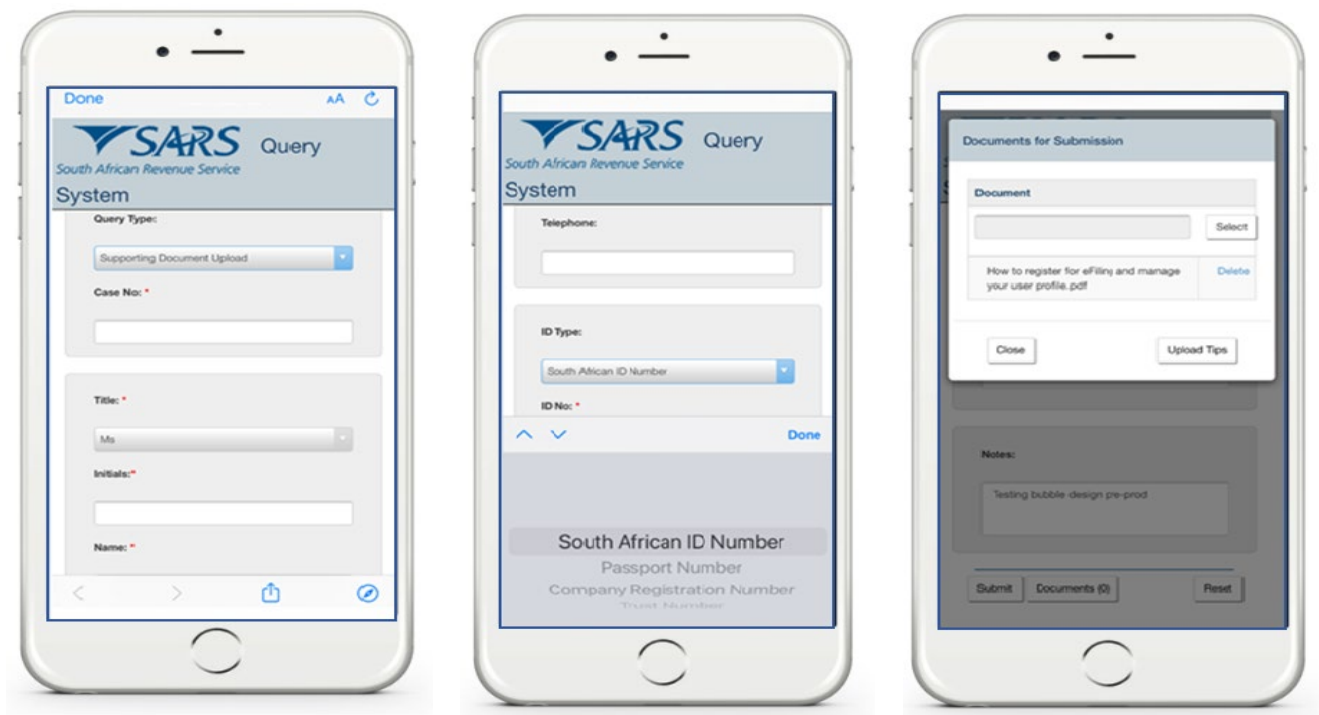 Done
AA
SARS Query
South African Revenue Service
System
Query Type:
Supporting Document Upload
Case No: *
Title: *
Ms
Initials:*
Name: *
SARS Query
South African Revenue Service
System
Telephone:
ID Type:
South African ID Number
ID No: *
Done
South African ID Number
Passport Number
Company Registration Number
Trust Number
Documents for Submission
Document
Select
How to register for eFiling and manage
your user profile.pdf
Delete
Close
Upload Tips
Notes:
Testing bubble design pre-prod
Submit
Documents (0)
Reset